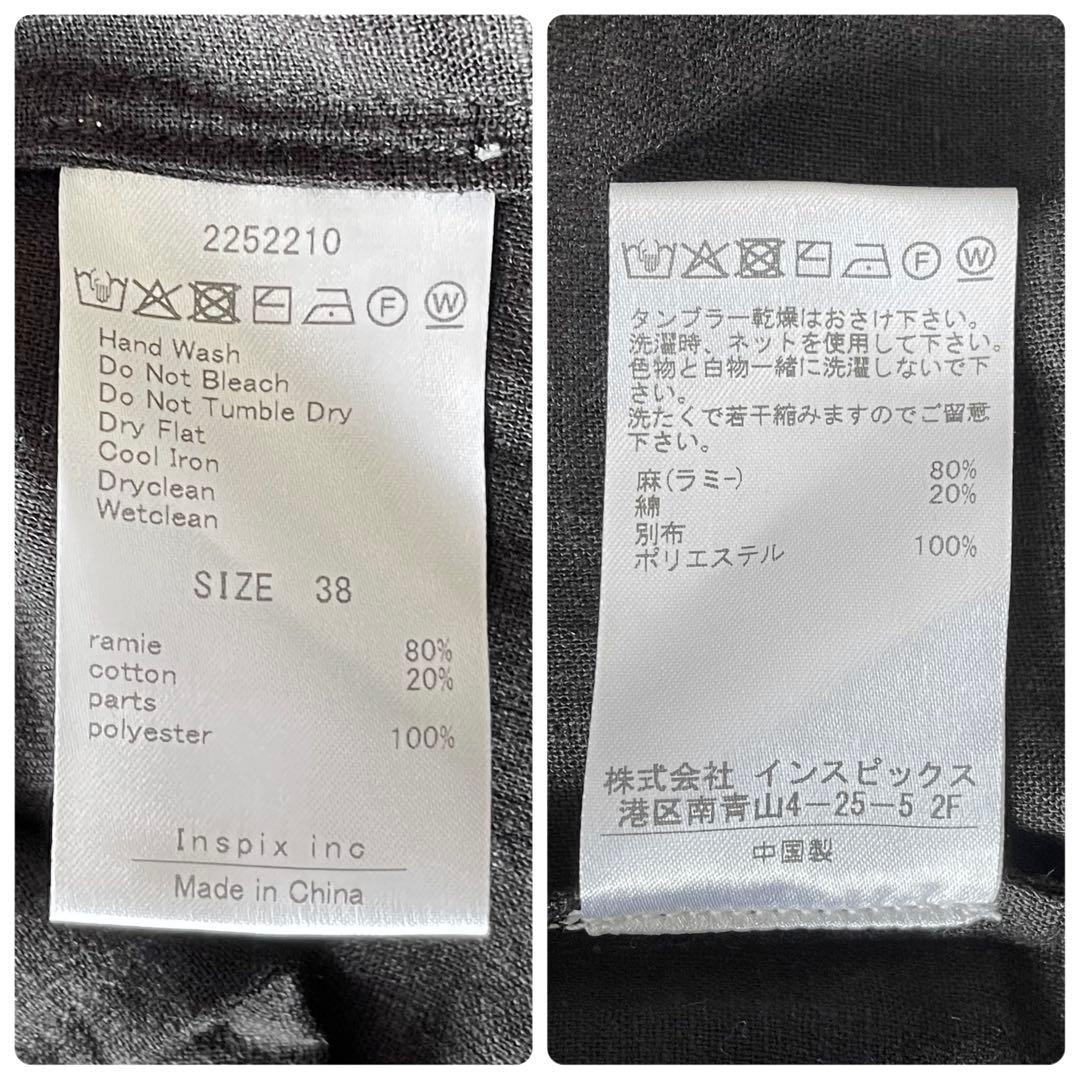 2252210
F W
Hand Wash
Do Not Bleach
Do Not Tumble Dry
Dry Flat
Cool Iron
Dryclean
Wetclean
SIZE 38
ramie 80%
cotton 20%
parts
polyester 100%
Inspix inc
Made in China
F W
タンブラー乾燥はおさけ下さい。
洗濯時、ネットを使用して下さい。
色物と白物一緒に洗濯しないで下
さい。
洗たくで若干縮みますのでご留意
下さい。
麻(ラミｰ) 80%
綿 20%
別布
ポリエステル 100%
株式会社 インスピックス
港区南青山4−25−5 2F
中国製